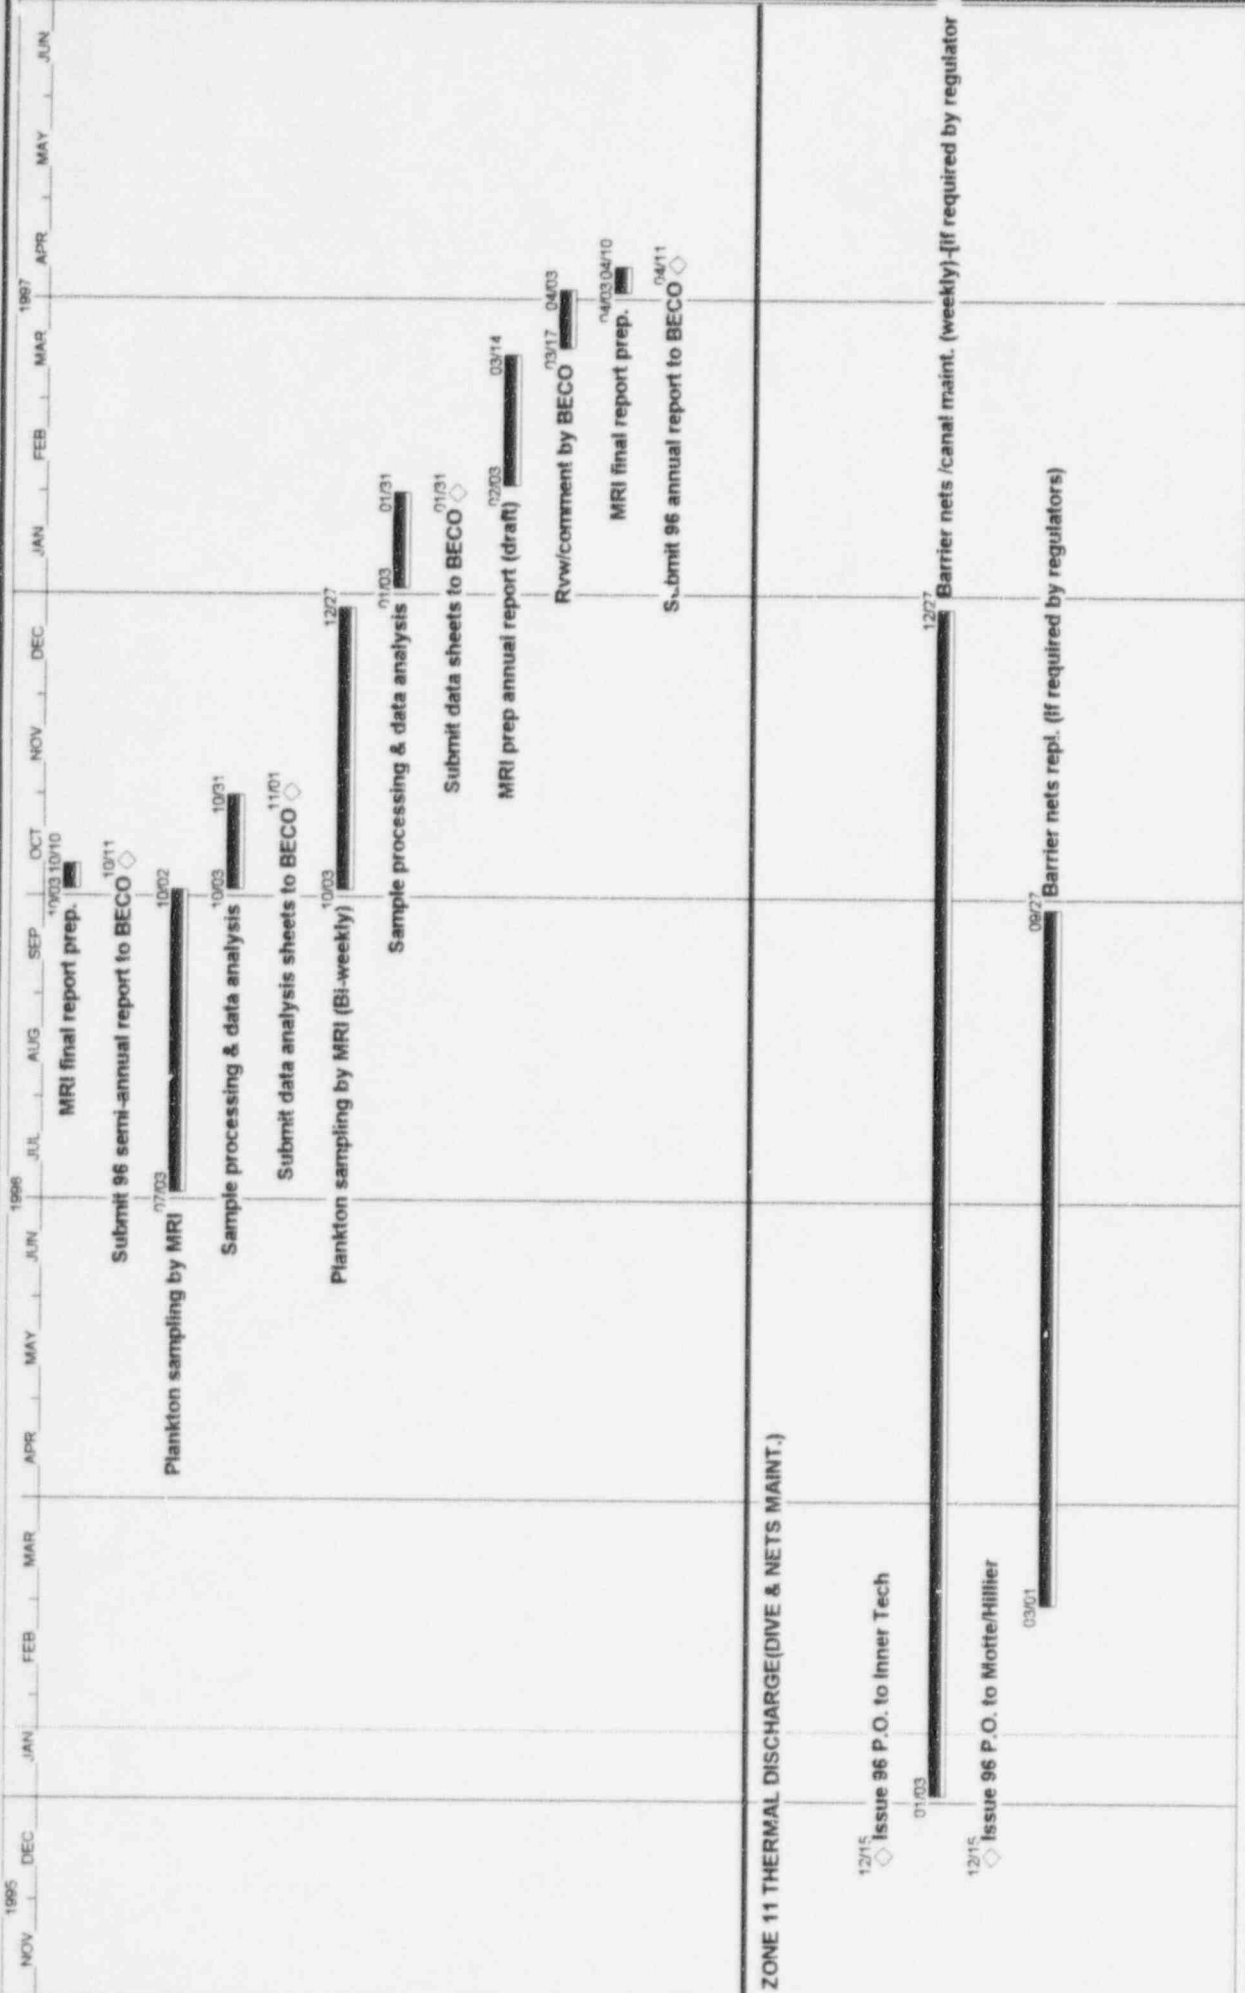 1995 1996 1997
NOV DEC JAN FEB MAR APR MAY JUN JUL AUG SEP OCT NOV DEC JAN FEB MAR APR MAY JUN
10/03 10/10
MRI final report prep.
10/11
Submit 96 semi-annual report to BECO
07/03 10/02
Plankton sampling by MRI
10/03 10/31
Sample processing & data analysis
11/01
Submit data analysis sheets to BECO
10/03 12/27
Plankton sampling by MRI (Bi-weekly)
01/03 01/31
Sample processing & data analysis
01/31
Submit data sheets to BECO
02/03 03/14
MRI prep annual report (draft)
03/17 04/03
Rvw/comment by BECO
04/03 04/10
MRI final report prep.
04/11
Submit 96 annual report to BECO
ZONE 11 THERMAL DISCHARGE(DIVE & NETS MAINT.)
12/15
Issue 96 P.O. to Inner Tech
01/03 12/27
Barrier nets /canal maint. (weekly)-(if required by regulator
12/15
Issue 96 P.O. to Motte/Hillier
03/01 09/27
Barrier nets repl. (if required by regulators)